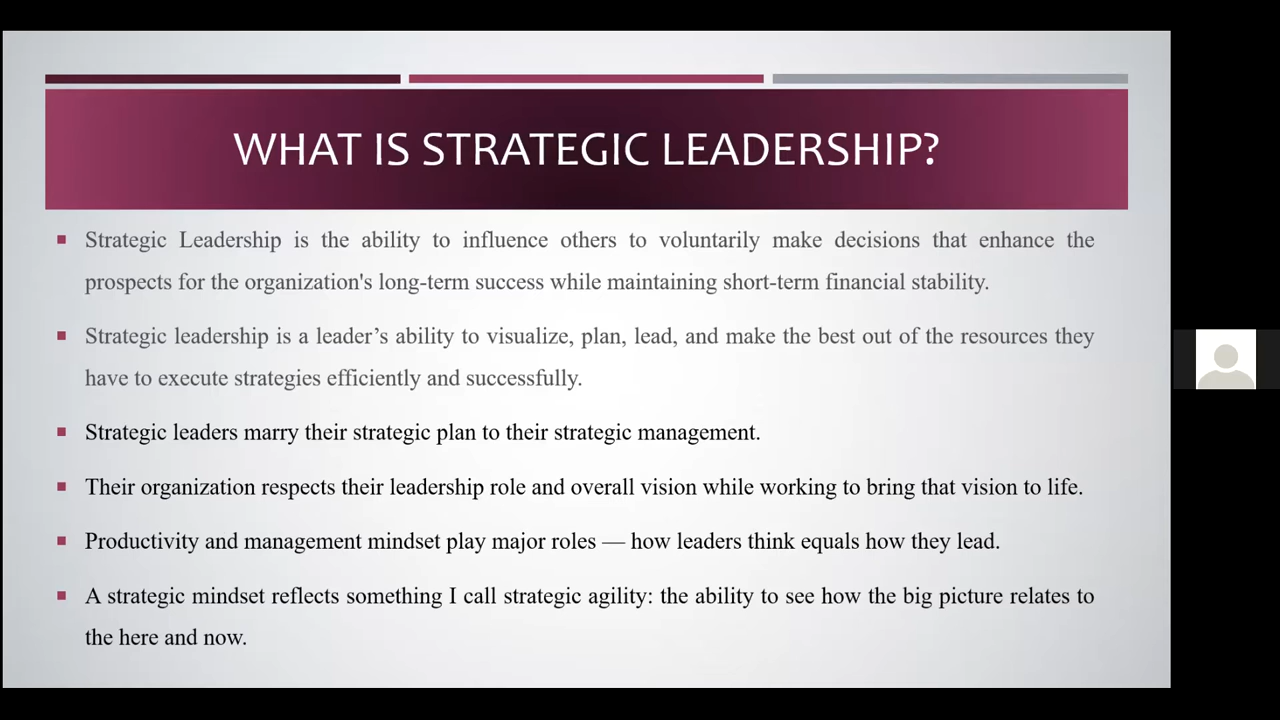 WHAT IS STRATEGIC LEADERSHIP?
Strategic Leadership is the ability to influence others to voluntarily make decisions that enhance the
prospects for the organization's long-term success while maintaining short-term financial stability.
Strategic leadership is a leader’s ability to visualize, plan, lead, and make the best out of the resources they
have to execute strategies efficiently and successfully.
Strategic leaders marry their strategic plan to their strategic management.
Their organization respects their leadership role and overall vision while working to bring that vision to life.
Productivity and management mindset play major roles — how leaders think equals how they lead.
A strategic mindset reflects something I call strategic agility: the ability to see how the big picture relates to
the here and now.